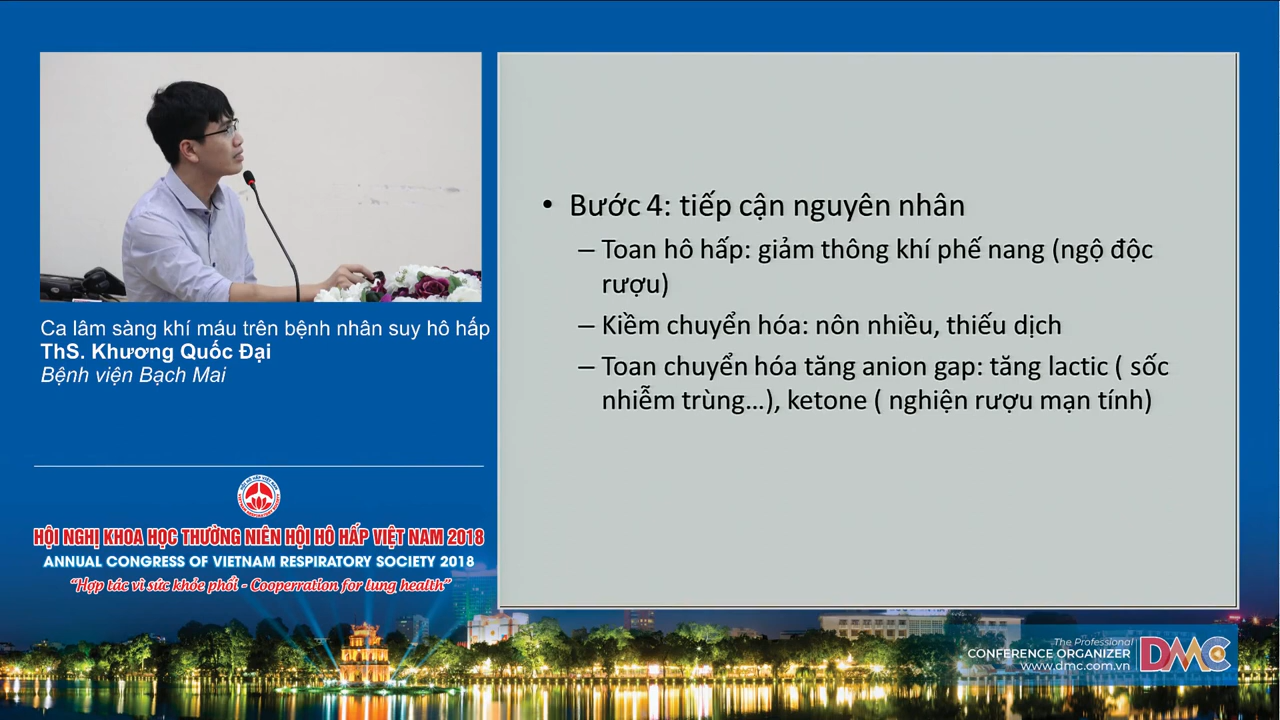 Ca lâm sàng khí máu trên bệnh nhân suy hô hấp
ThS. Khương Quốc Đại
Bệnh viện Bạch Mai
HỘI NGHỊ KHOA HỌC THƯỜNG NIÊN HỘI HÔ HẤP VIỆT NAM 2018
ANNUAL CONGRESS OF VIETNAM RESPIRATORY SOCIETY 2018
“Hợp tác vì sức khỏe phổi - Cooperration for lung health”
• Bước 4: tiếp cận nguyên nhân
– Toan hô hấp: giảm thông khí phế nang (ngộ độc
rượu)
– Kiềm chuyển hóa: nôn nhiều, thiếu dịch
– Toan chuyển hóa tăng anion gap: tăng lactic ( sốc
nhiễm trùng…), ketone ( nghiện rượu mạn tính)
The Professional
CONFERENCE ORGANIZER
www.dmc.com.vn
DMC